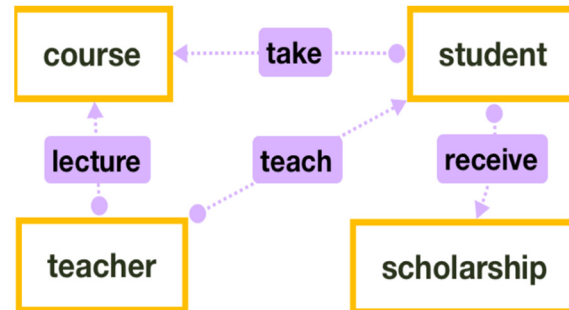 course
take
student
lecture
teach
receive
teacher
scholarship